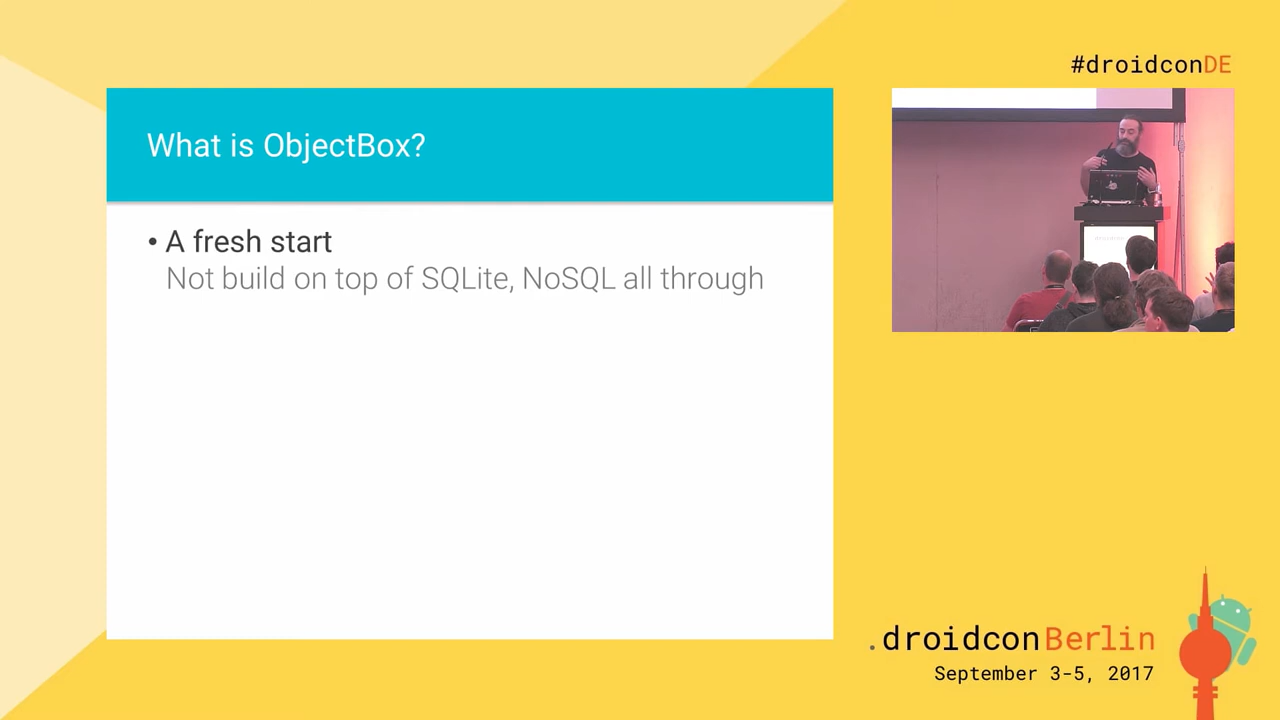 #droidconDE
What is ObjectBox?
• A fresh start
Not build on top of SQLite, NoSQL all through
.droidconBerlin
September 3-5, 2017